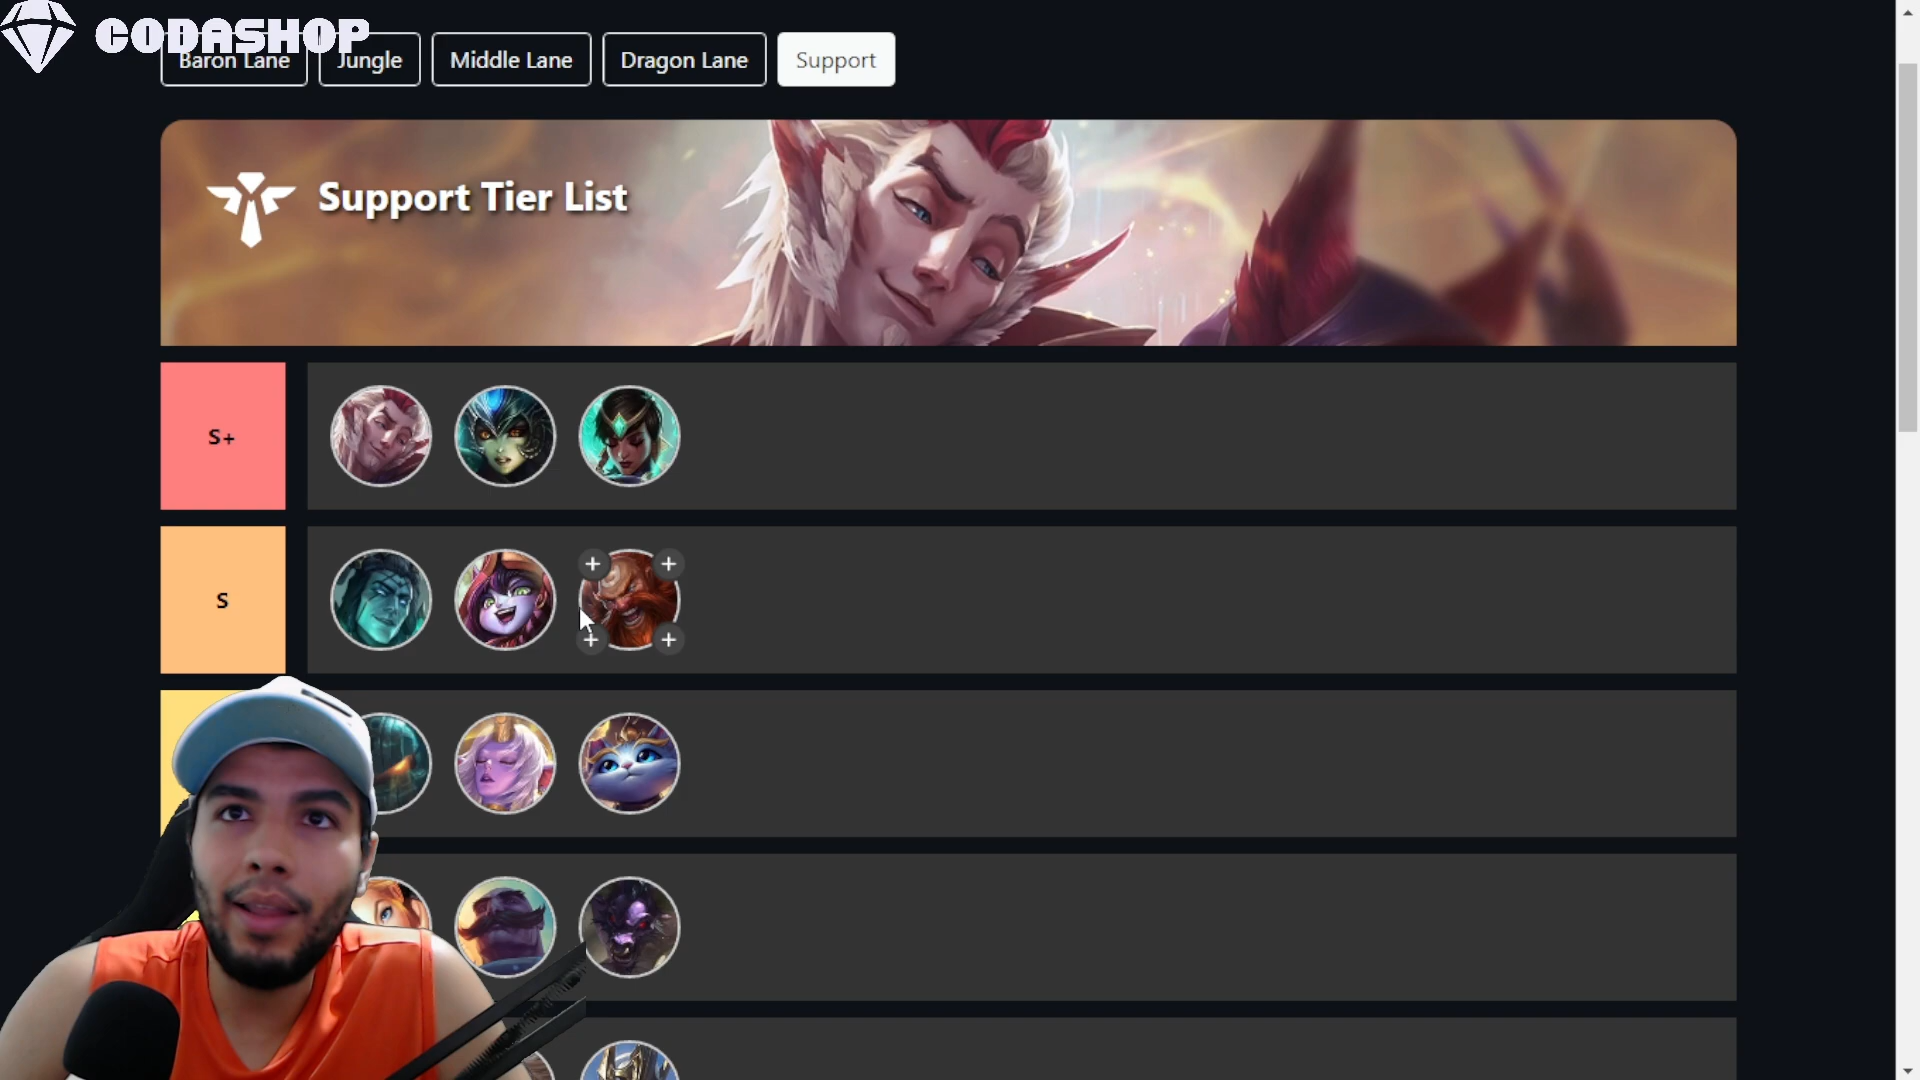 CODASHOP
Baron Lane
Jungle
Middle Lane
Dragon Lane
Support
Support Tier List
S+
S